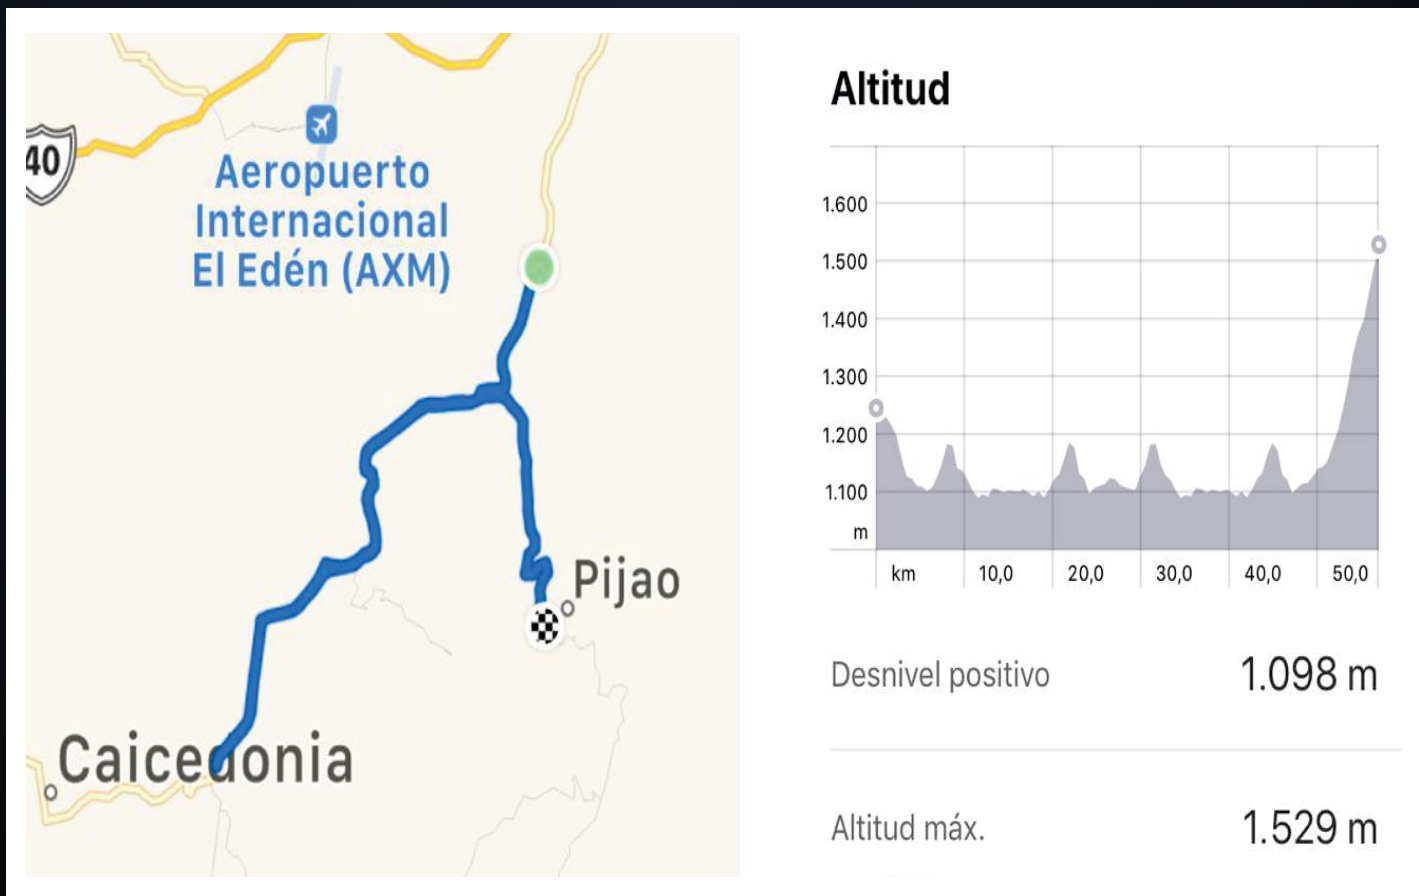 40
Aeropuerto
Internacional
El Edén (AXM)
Pijao
Caicedonia
Altitud
1.600
1.500
1.400
1.300
1.200
1.100
m
km 10,0 20,0 30,0 40,0 50,0
Desnivel positivo 1.098 m
Altitud máx. 1.529 m